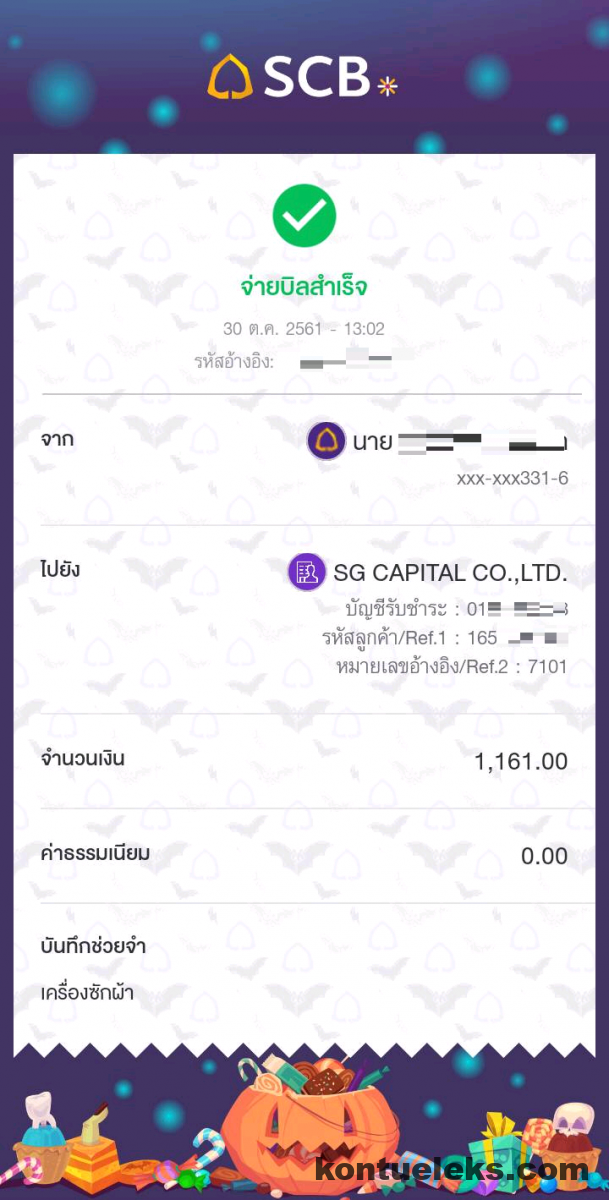 SCB
จ่ายบิลสำเร็จ
30 ต.ค. 2561 - 13:02
รหัสอ้างอิง:
จาก
นาย
xxx-xxx331-6
ไปยัง
SG CAPITAL CO.,LTD.
บัญชีรับชำระ : 01
รหัสลูกค้า/Ref.1 : 165
หมายเลขอ้างอิง/Ref.2 : 7101
จำนวนเงิน 1,161.00
ค่าธรรมเนียม 0.00
บันทึกช่วยจำ
เครื่องซักผ้า
kontueleks.com